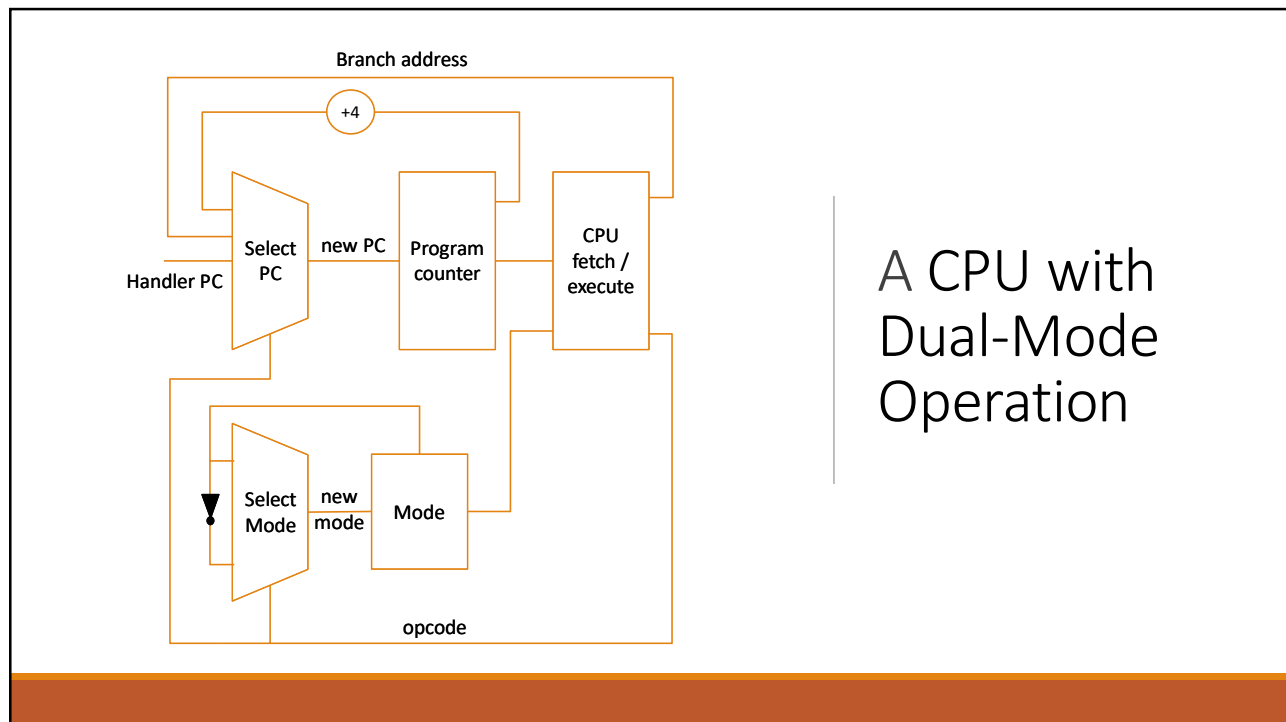 Branch address
+4
Select
PC
new PC
Program
counter
CPU
fetch /
execute
Handler PC
Select
Mode
new
mode
Mode
opcode
A CPU with
Dual-Mode
Operation